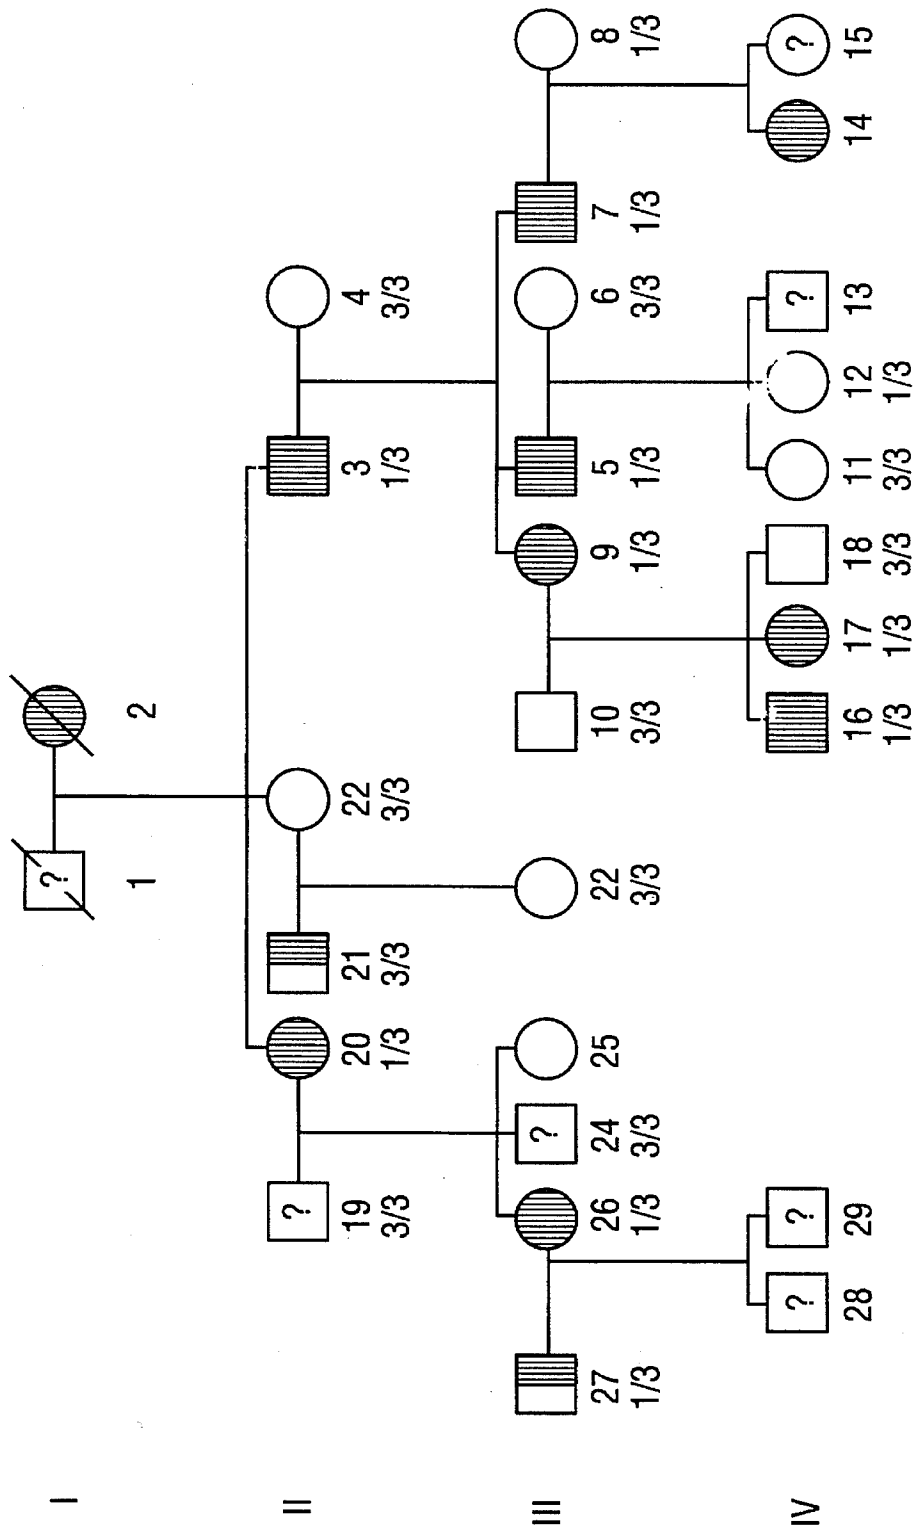 I ?
1 2
II ?
19 20 21 22 3 4
3/3 1/3 3/3 3/3 1/3 3/3
III ?
27 26 24 25 22 10 9 5 6 7 8
1/3 1/3 3/3 3/3 3/3 1/3 1/3 3/3 1/3 1/3
IV ? ? ? ?
28 29 16 17 18 11 12 13 14 15
1/3 1/3 3/3 3/3 1/3